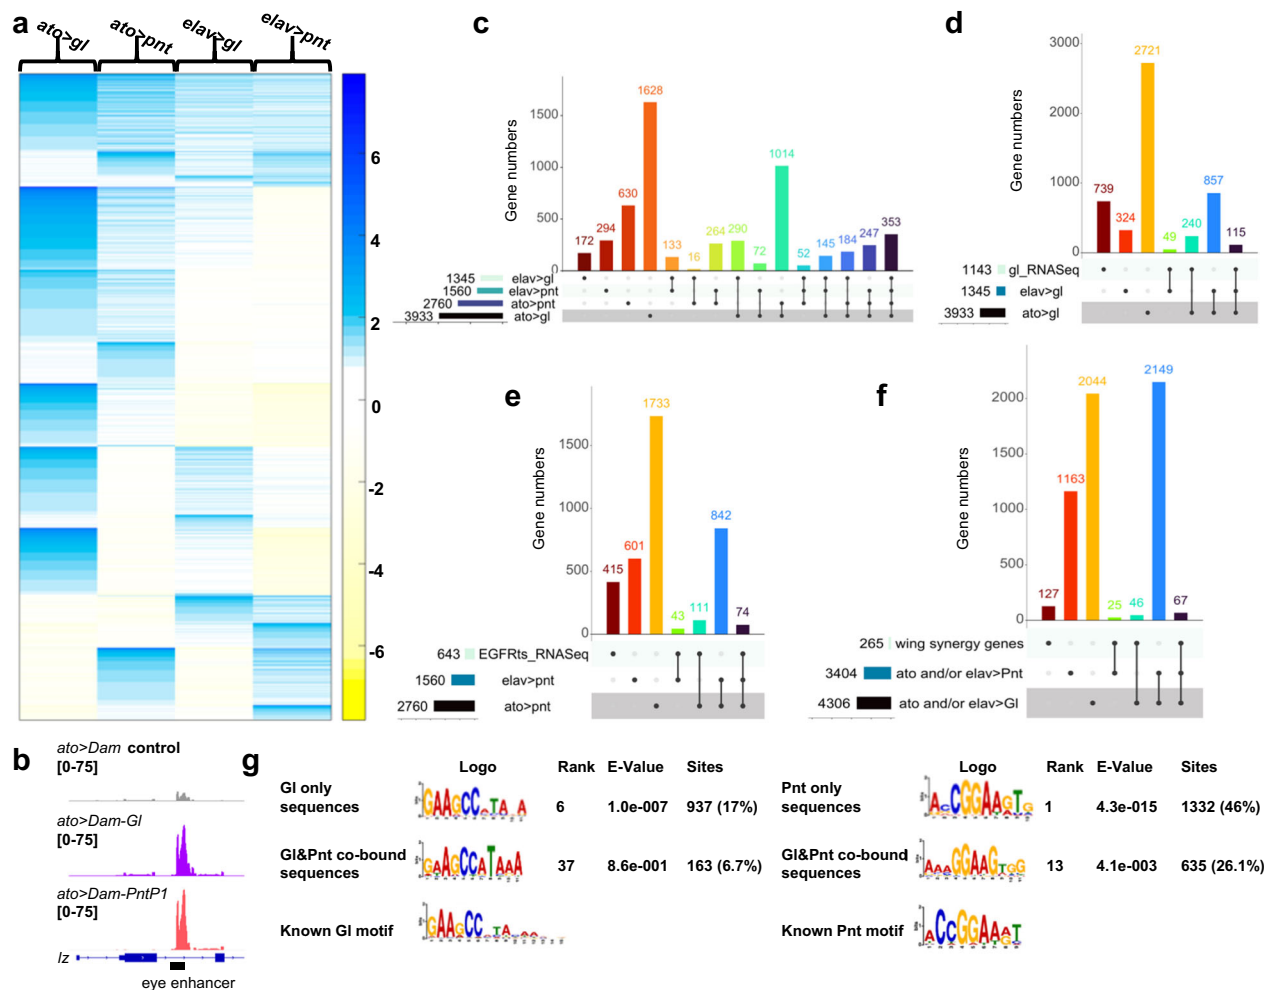 a
ato>gl
ato>pnt
elav>gl
elav>pnt
6
4
2
0
-2
-4
-6
b
ato>Dam control
[0-75]
ato>Dam-Gl
[0-75]
ato>Dam-PntP1
[0-75]
lz
eye enhancer
c
Gene numbers
1500
1000
500
0
172
294
630
1628
133
16
264
290
72
1014
52
145
184
247
353
1345 elav>gl
1560 elav>pnt
2760 ato>pnt
3933 ato>gl
d
Gene numbers
3000
2000
1000
0
739
324
2721
49
240
857
115
1143 gl_RNASeq
1345 elav>gl
3933 ato>gl
e
Gene numbers
1500
1000
500
0
415
601
1733
43
111
842
74
643 EGFRts_RNASeq
1560 elav>pnt
2760 ato>pnt
f
Gene numbers
2000
1500
1000
500
0
127
1163
2044
25
46
2149
67
265 wing synergy genes
3404 ato and/or elav>Pnt
4306 ato and/or elav>Gl
g
Logo Rank E-Value Sites
Gl only
sequences
6 1.0e-007 937 (17%)
Gl&Pnt co-bound
sequences
37 8.6e-001 163 (6.7%)
Known Gl motif
Logo Rank E-Value Sites
Pnt only
sequences
1 4.3e-015 1332 (46%)
Gl&Pnt co-bound
sequences
13 4.1e-003 635 (26.1%)
Known Pnt motif